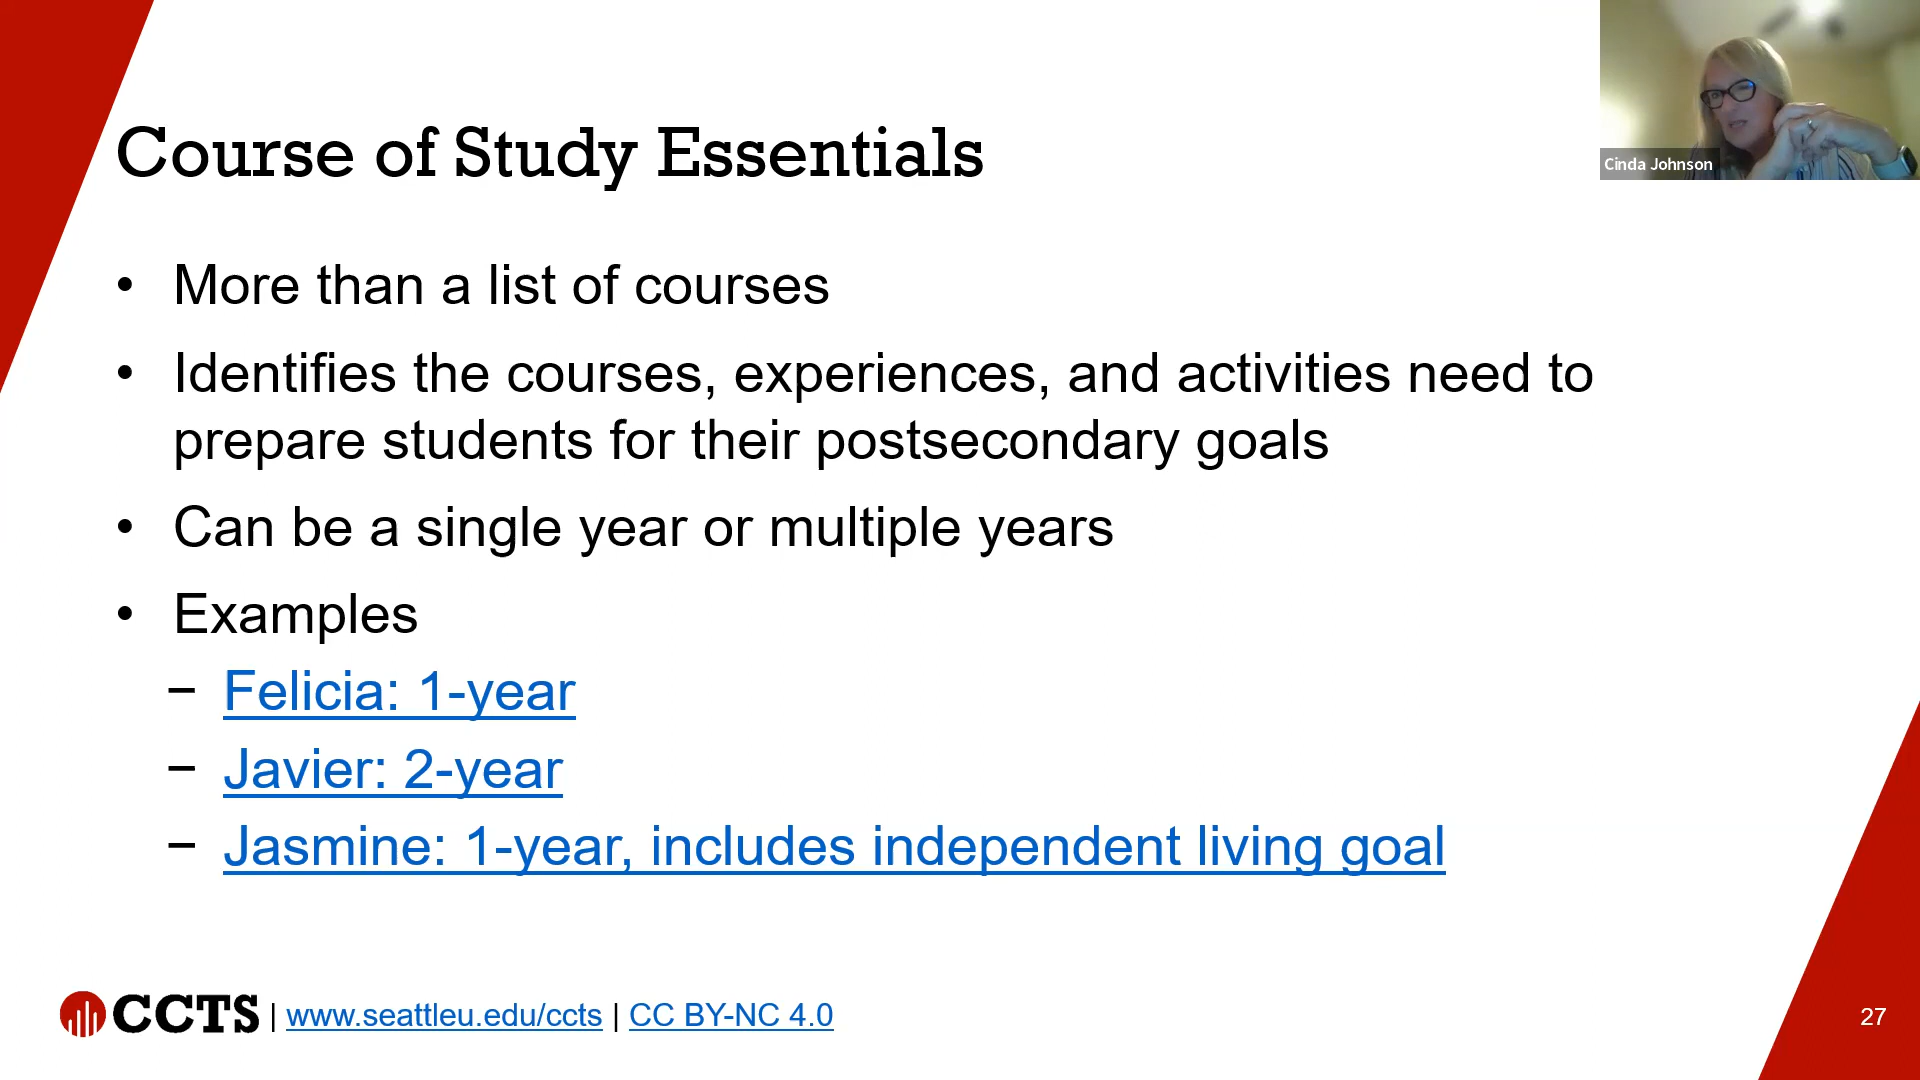 Cinda Johnson
Course of Study Essentials
• More than a list of courses
• Identifies the courses, experiences, and activities need to
prepare students for their postsecondary goals
• Can be a single year or multiple years
• Examples
− Felicia: 1-year
− Javier: 2-year
− Jasmine: 1-year, includes independent living goal
CCTS | www.seattleu.edu/ccts | CC BY-NC 4.0
27